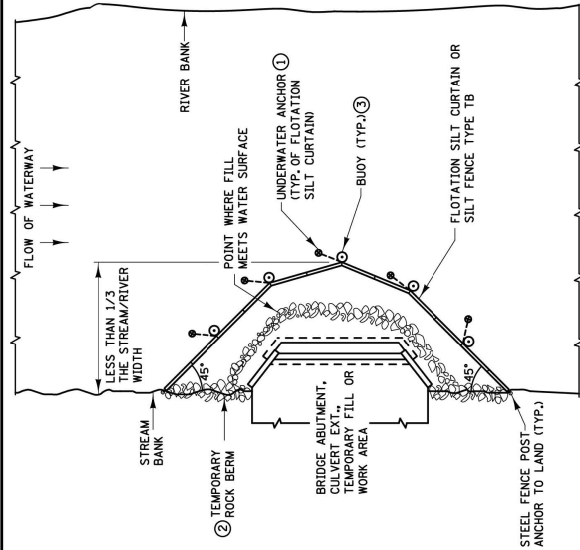 FLOW OF WATERWAY
RIVER BANK
LESS THAN 1/3
THE STREAM/RIVER
WIDTH
POINT WHERE FILL
MEETS WATER SURFACE
UNDERWATER ANCHOR ①
(TYP. OF FLOTATION
SILT CURTAIN)
BUOY (TYP.) ③
FLOTATION SILT CURTAIN OR
SILT FENCE TYPE TB
STREAM
BANK
② TEMPORARY
ROCK BERM
45°
45°
BRIDGE ABUTMENT,
CULVERT EXT.,
TEMPORARY FILL OR
WORK AREA
STEEL FENCE POST
ANCHOR TO LAND (TYP.)